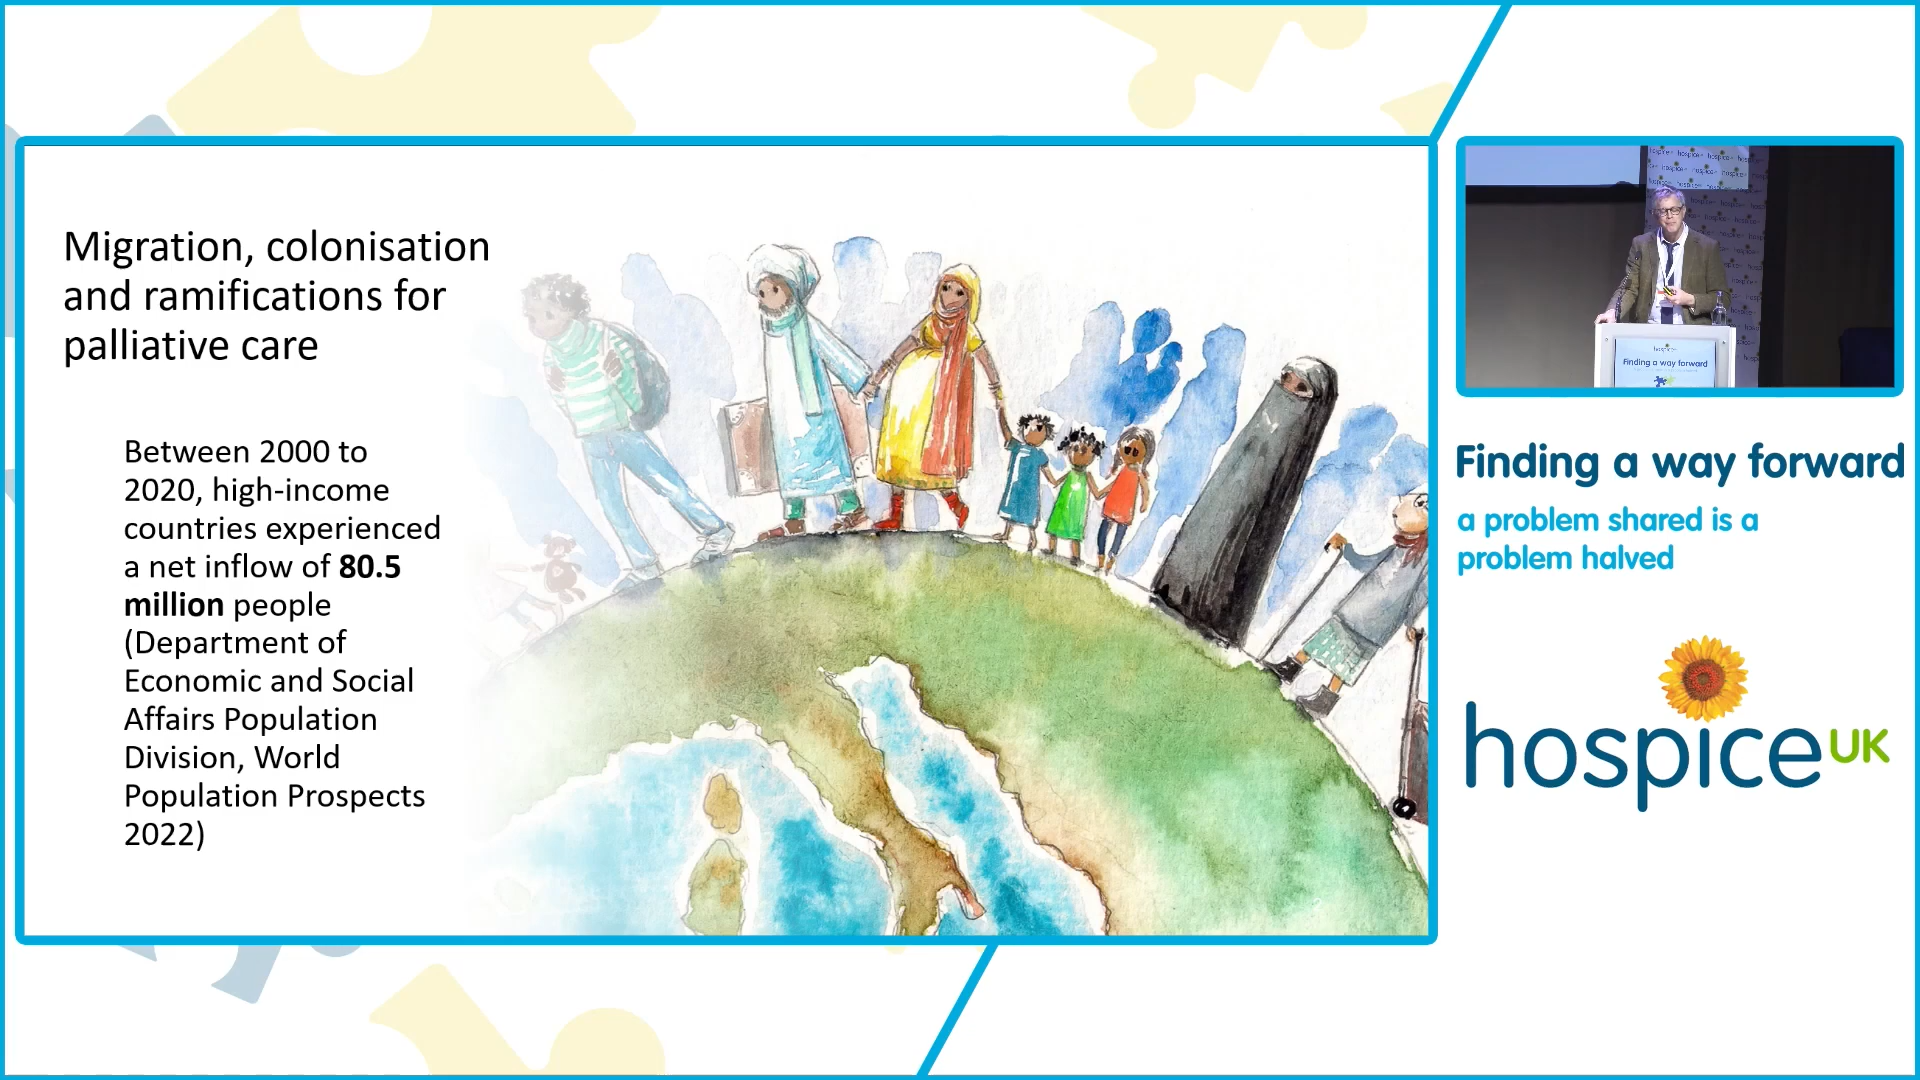 Migration, colonisation
and ramifications for
palliative care
Between 2000 to
2020, high-income
countries experienced
a net inflow of 80.5
million people
(Department of
Economic and Social
Affairs Population
Division, World
Population Prospects
2022)
hospice
Finding a way forward
Finding a way forward
a problem shared is a
problem halved
hospice UK